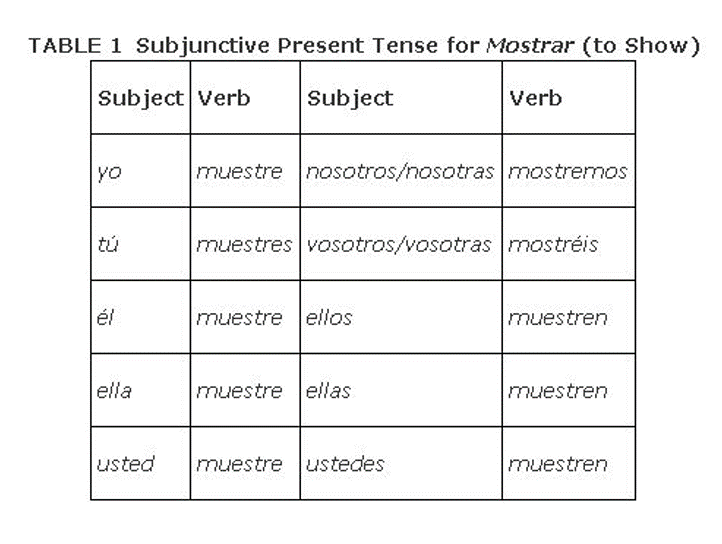 TABLE 1 Subjunctive Present Tense for Mostrar (to Show)
Subject Verb Subject Verb
yo muestre nosotros/nosotras mostremos
tú muestres vosotros/vosotras mostréis
él muestre ellos muestren
ella muestre ellas muestren
usted muestre ustedes muestren